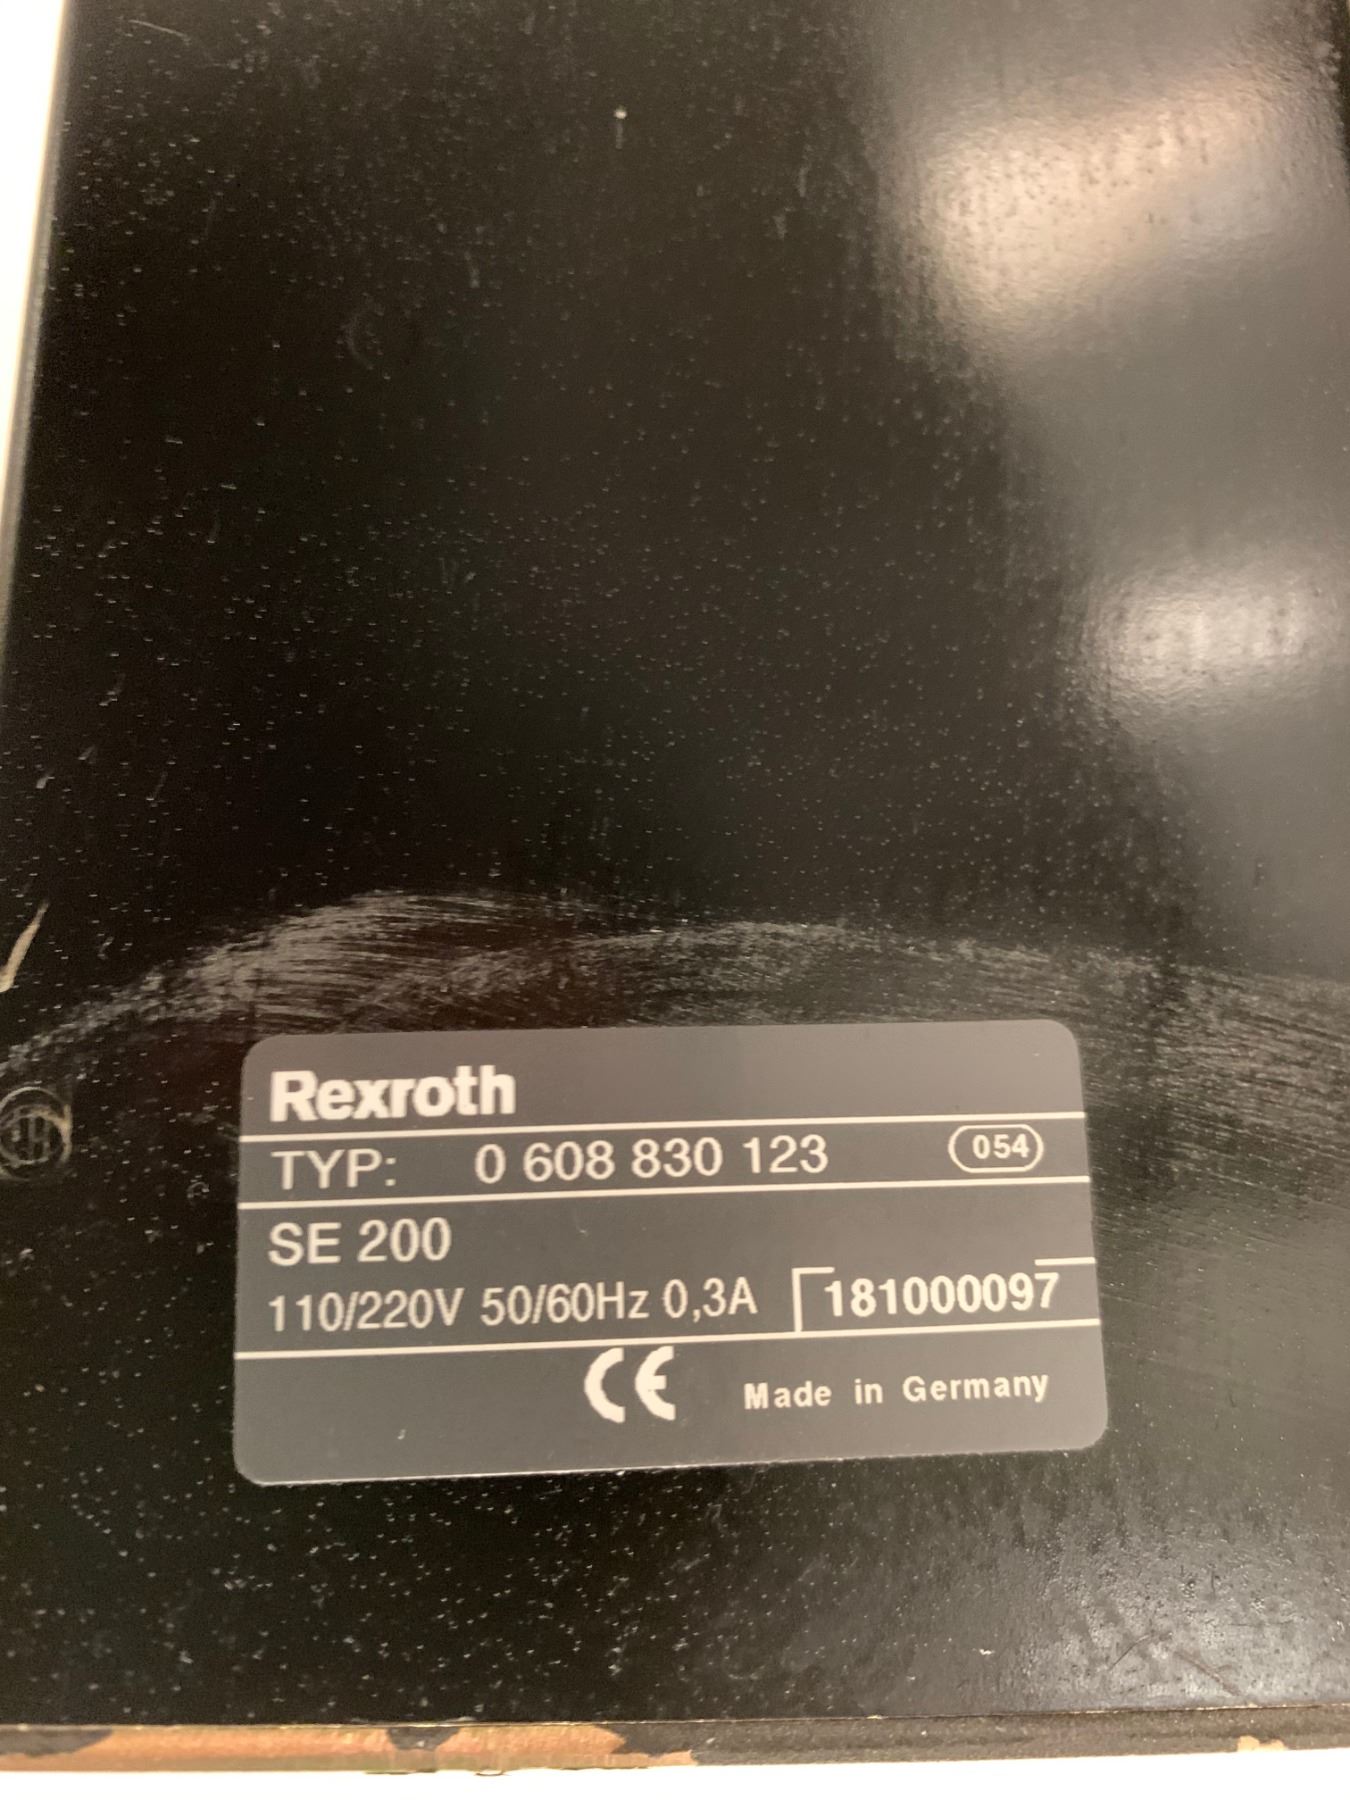 Rexroth
TYP: 0 608 830 123 054
SE 200
110/220V 50/60Hz 0,3A 181000097
CE Made in Germany